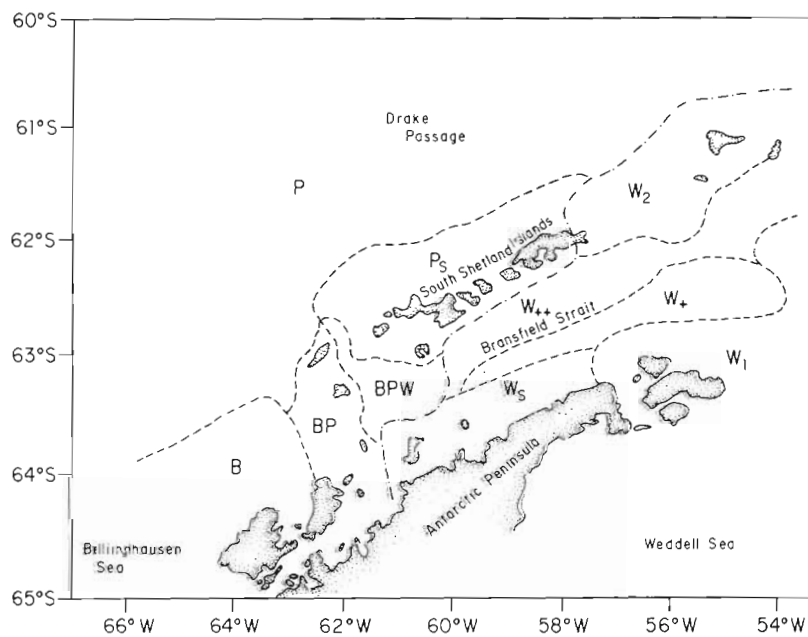 60°S
61°S
62°S
63°S
64°S
65°S
66°W
64°W
62°W
60°W
58°W
56°W
54°W
Drake
Passage
P
W2
PS
South Shetland Islands
W++
Bransfield Strait
W+
W1
BPW
WS
BP
B
Antarctic Peninsula
Bellinghausen
Sea
Weddell Sea